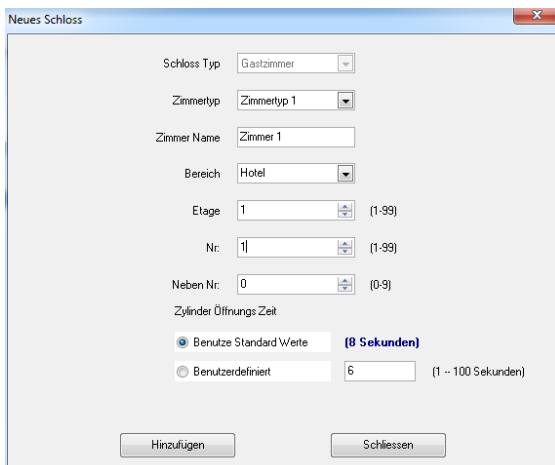 Neues Schloss
Schloss Typ Gastzimmer
Zimmertyp Zimmertyp 1
Zimmer Name Zimmer 1
Bereich Hotel
Etage 1 (1-99)
Nr. 1 (1-99)
Neben Nr. 0 (0-9)
Zylinder Öffnungs Zeit
Benutze Standard Werte (8 Sekunden)
Benutzerdefiniert 6 (1 -- 100 Sekunden)
Hinzufügen Schliessen